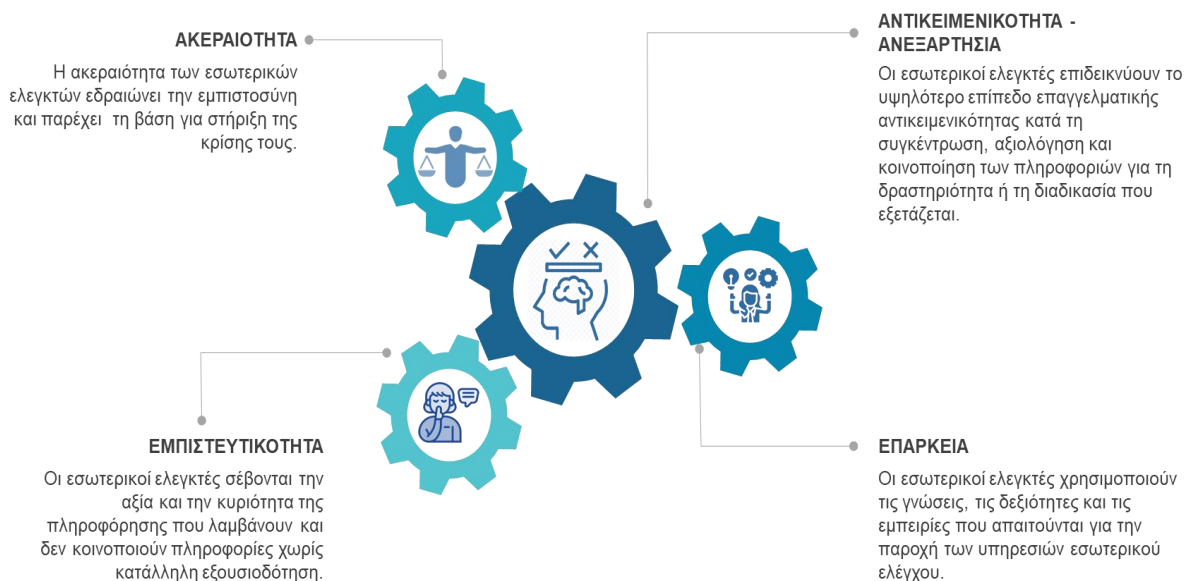 ΑΚΕΡΑΙΟΤΗΤΑ
Η ακεραιότητα των εσωτερικών
ελεγκτών εδραιώνει την εμπιστοσύνη
και παρέχει τη βάση για στήριξη της
κρίσης τους.
ΑΝΤΙΚΕΙΜΕΝΙΚΟΤΗΤΑ -
ΑΝΕΞΑΡΤΗΣΙΑ
Οι εσωτερικοί ελεγκτές επιδεικνύουν το
υψηλότερο επίπεδο επαγγελματικής
αντικειμενικότητας κατά τη
συγκέντρωση, αξιολόγηση και
κοινοποίηση των πληροφοριών για τη
δραστηριότητα ή τη διαδικασία που
εξετάζεται.
ΕΜΠΙΣΤΕΥΤΙΚΟΤΗΤΑ
Οι εσωτερικοί ελεγκτές σέβονται την
αξία και την κυριότητα της
πληροφόρησης που λαμβάνουν και
δεν κοινοποιούν πληροφορίες χωρίς
κατάλληλη εξουσιοδότηση.
ΕΠΑΡΚΕΙΑ
Οι εσωτερικοί ελεγκτές χρησιμοποιούν
τις γνώσεις, τις δεξιότητες και τις
εμπειρίες που απαιτούνται για την
παροχή των υπηρεσιών εσωτερικού
ελέγχου.